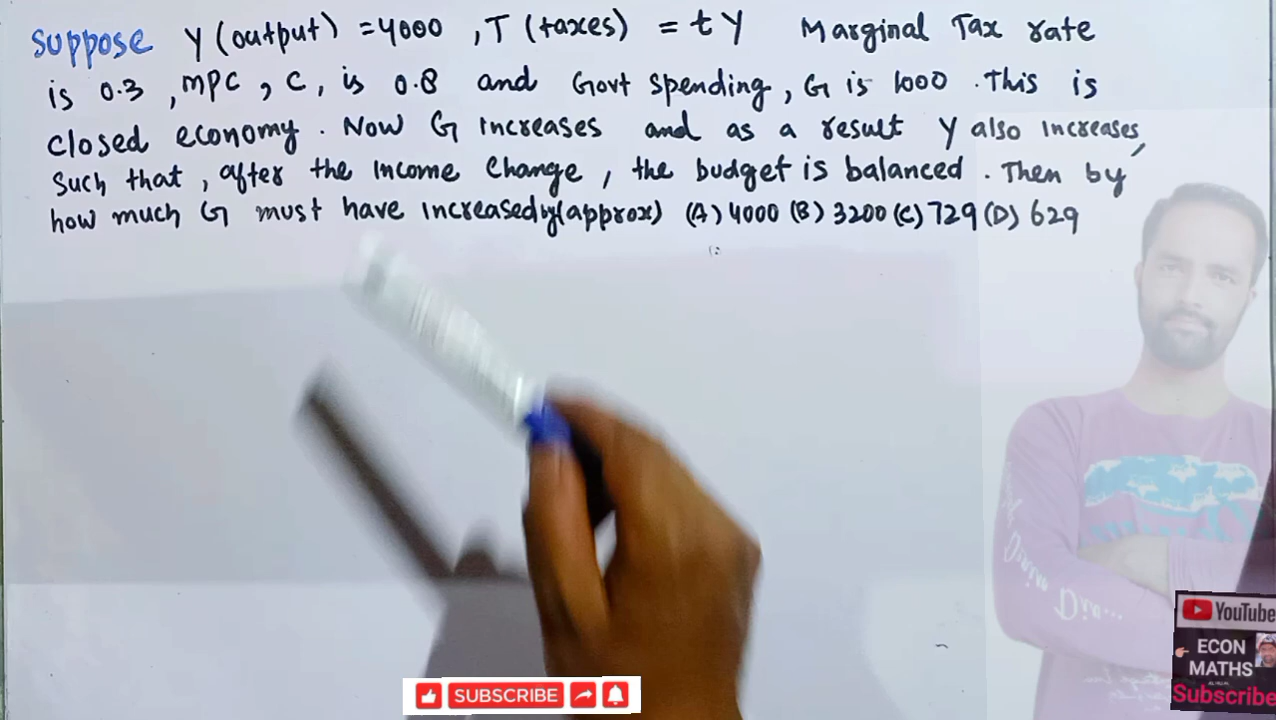 Suppose Y (output) = 4000 , T (taxes) = t Y Marginal Tax rate
is 0.3 , MPC , C , is 0.8 and Govt Spending , G is 1000 . This is
closed economy . Now G increases and as a result Y also increases,
Such that , after the Income Change , the budget is balanced . Then by
how much G must have increased by (approx) (A) 4000 (B) 3200 (C) 729 (D) 629
YouTube
ECON
MATHS
Subscribe
SUBSCRIBE